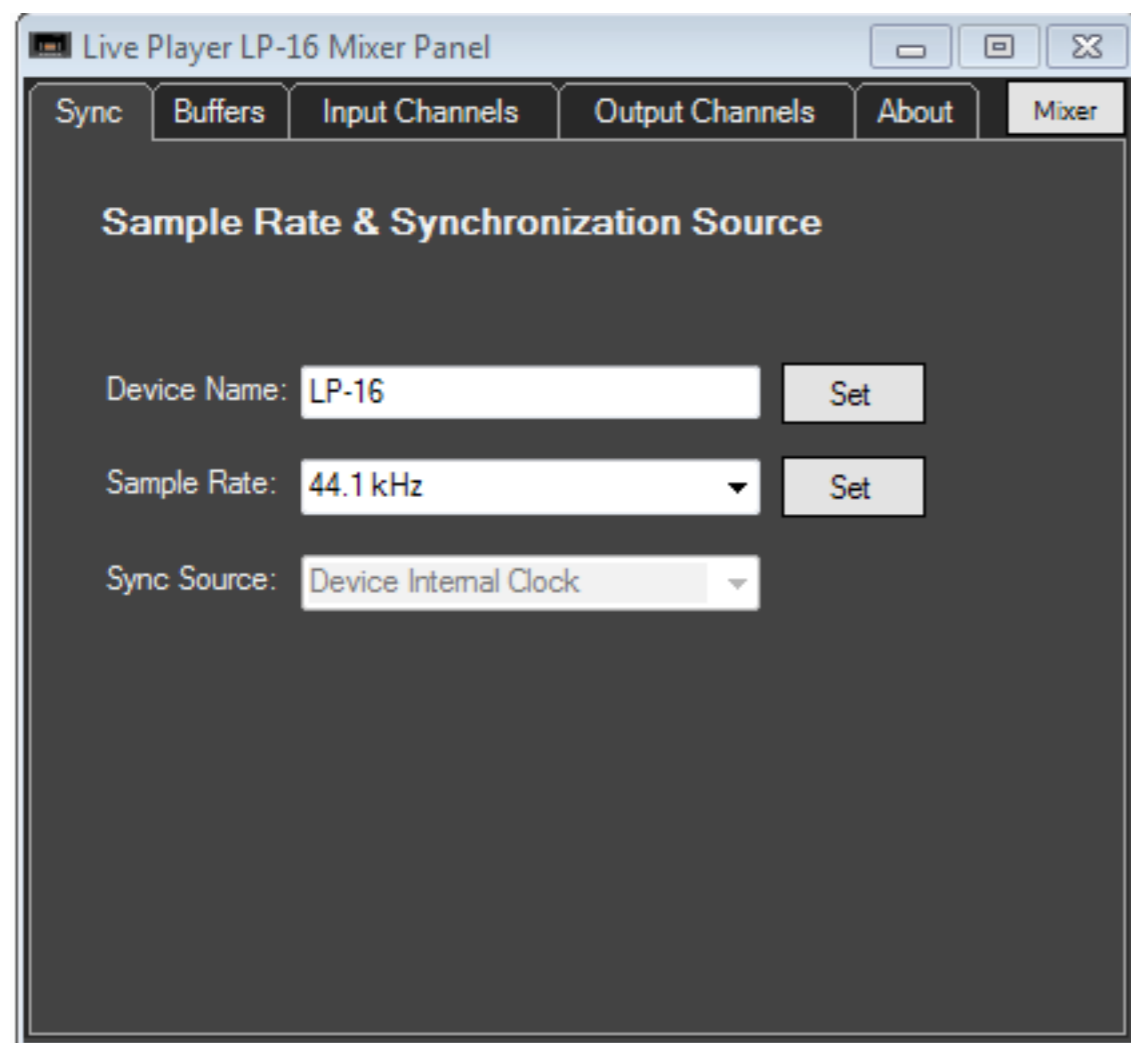 Live Player LP-16 Mixer Panel
Sync Buffers Input Channels Output Channels About Mixer
Sample Rate & Synchronization Source
Device Name: LP-16 Set
Sample Rate: 44.1 kHz Set
Sync Source: Device Internal Clock